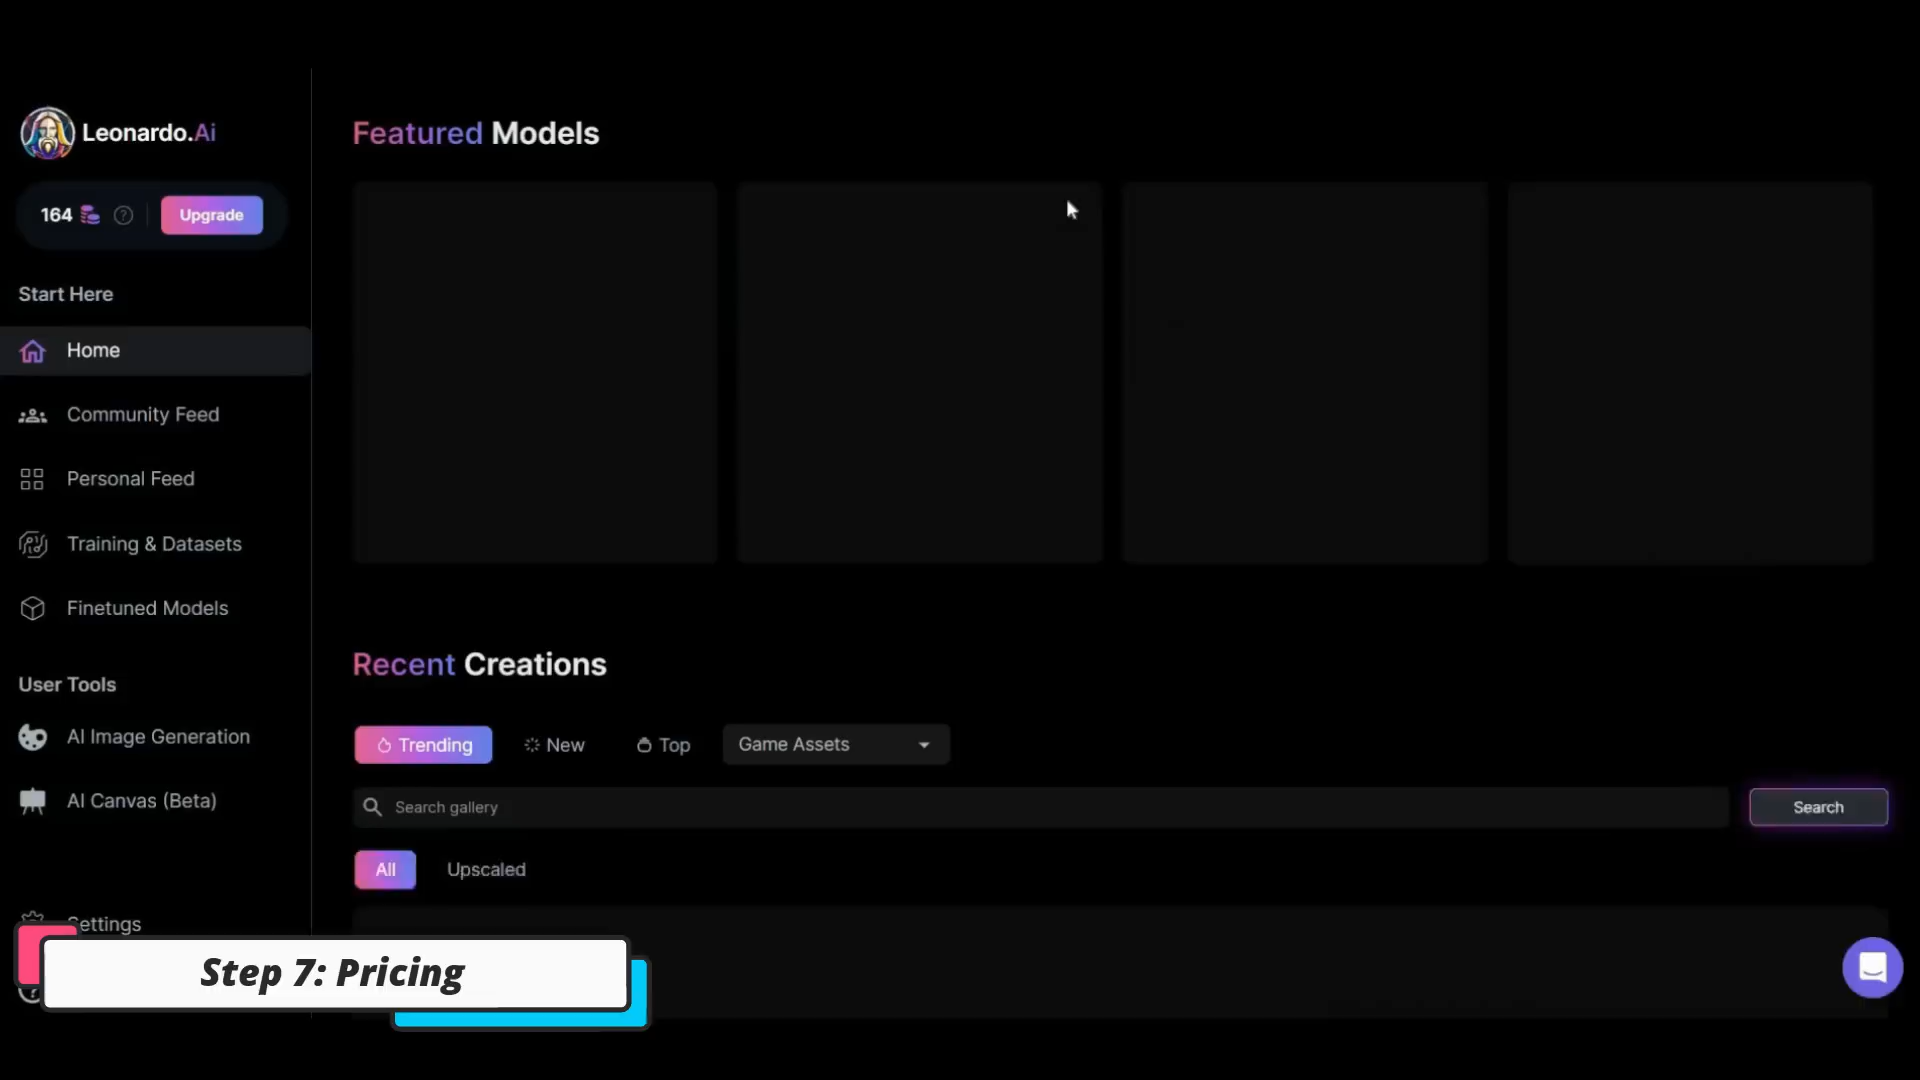 Leonardo.Ai
164
Upgrade
Start Here
Home
Community Feed
Personal Feed
Training & Datasets
Finetuned Models
User Tools
AI Image Generation
AI Canvas (Beta)
Settings
Featured Models
Recent Creations
Trending
New
Top
Game Assets
Search gallery
Search
All
Upscaled
Step 7: Pricing